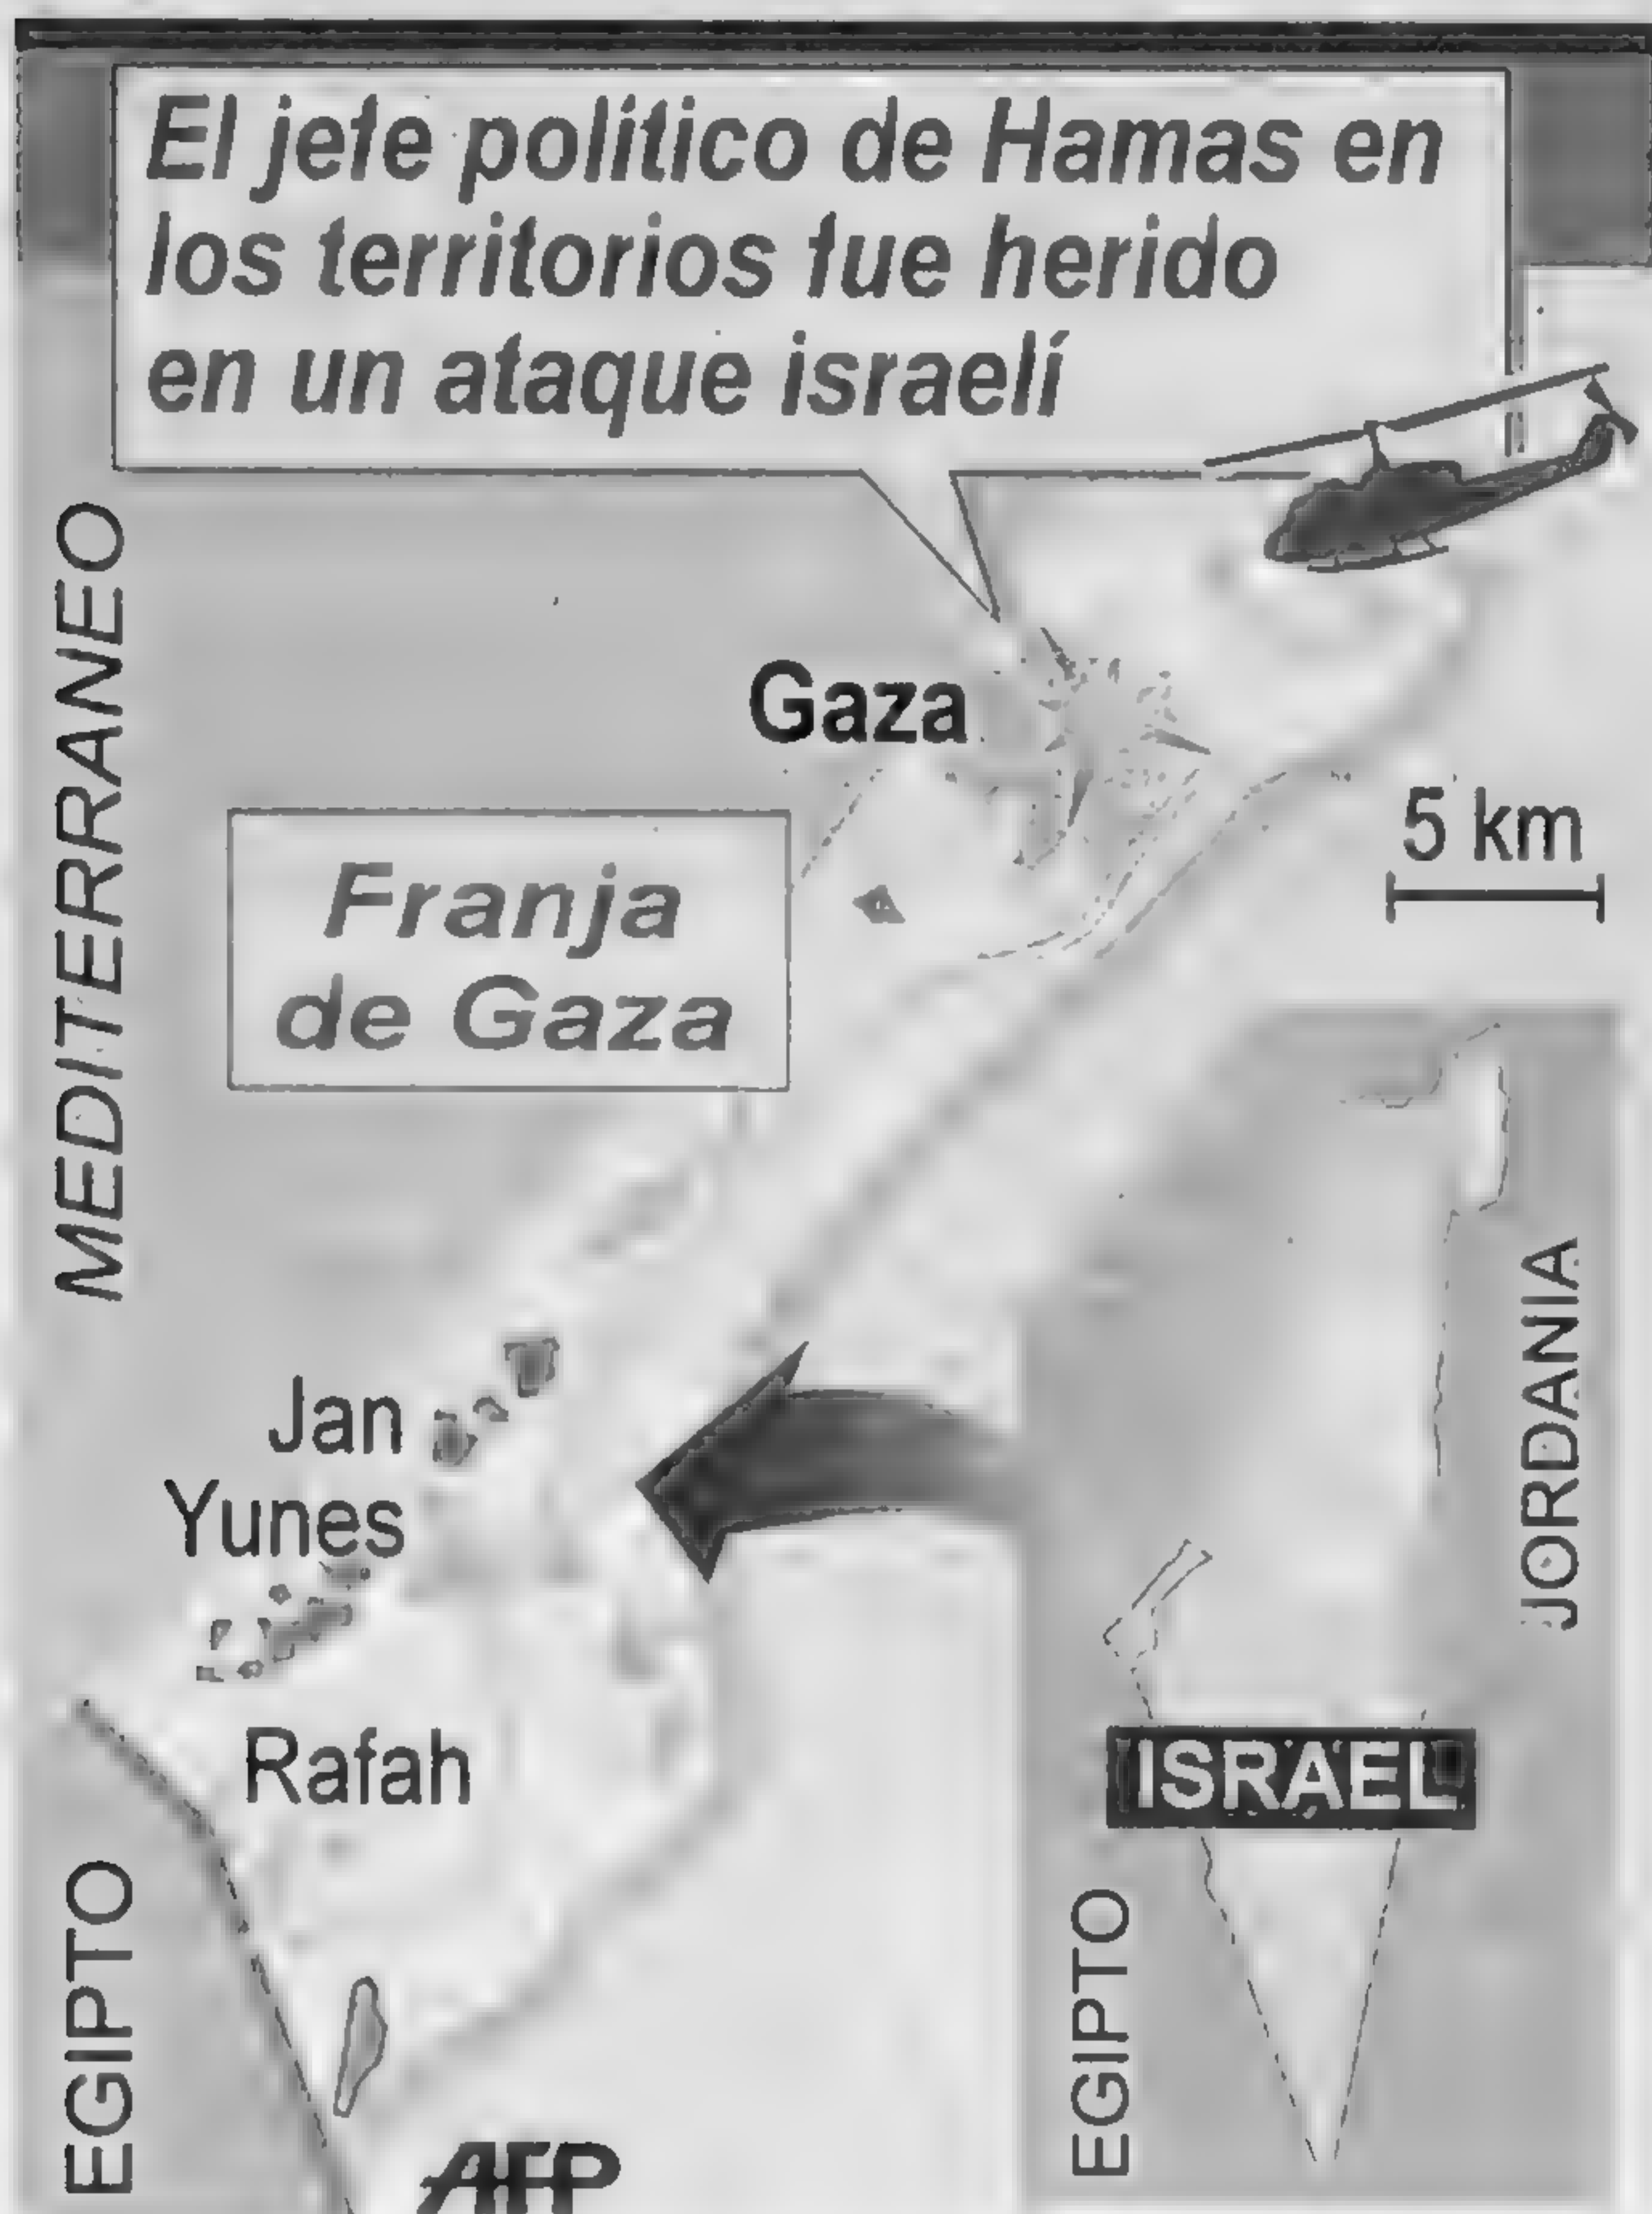 El jefe político de Hamas en
los territorios fue herido
en un ataque israelí
MEDITERRANEO
Gaza
5 km
Franja
de Gaza
JORDANIA
Jan
Yunes
Rafah
ISRAEL
EGIPTO
EGIPTO
AFP